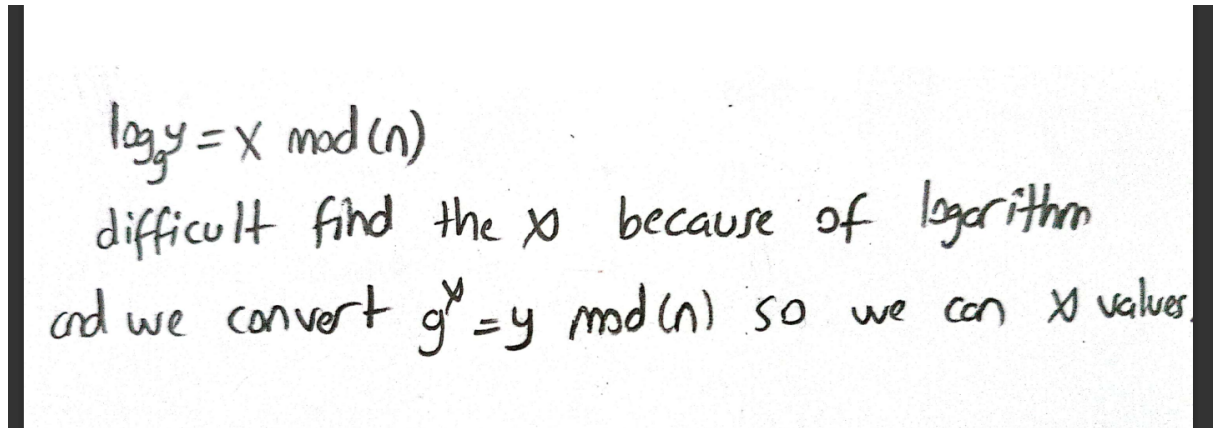 log_g y = x mod (n)
difficult find the x because of logarithm
and we convert g^x = y mod (n) so we can x values.